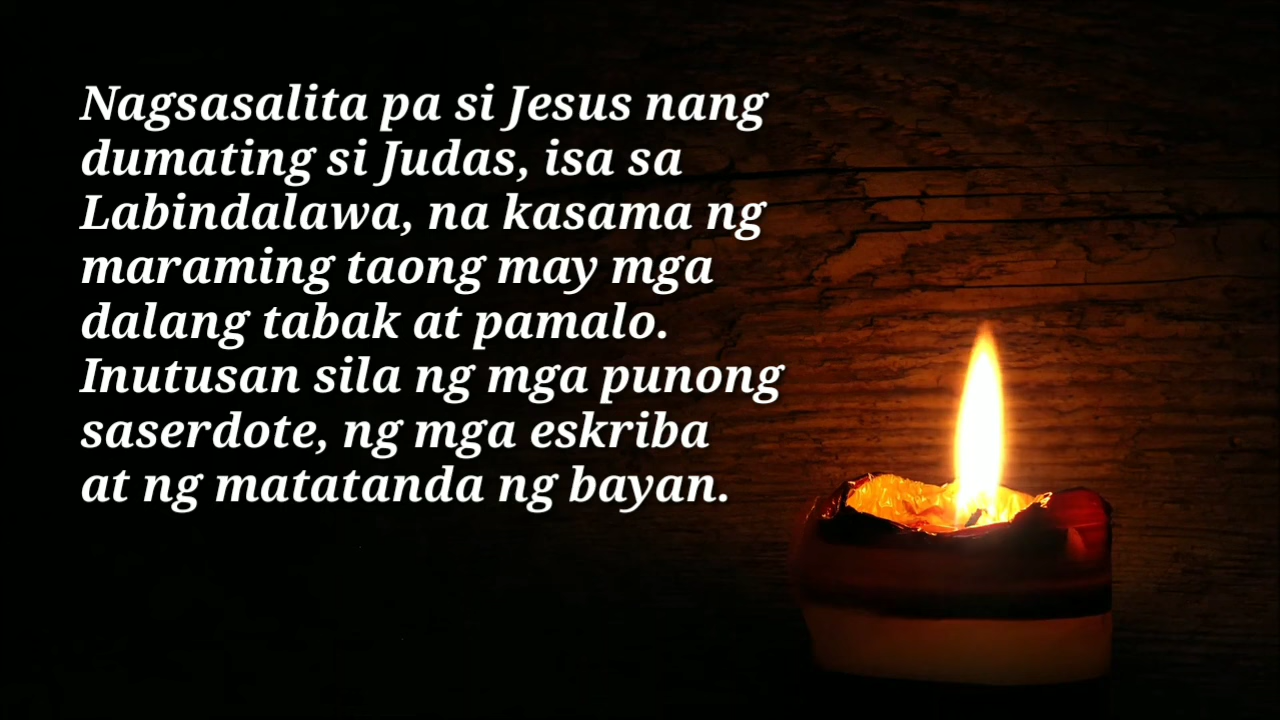 Nagsasalita pa si Jesus nang
dumating si Judas, isa sa
Labindalawa, na kasama ng
maraming taong may mga
dalang tabak at pamalo.
Inutusan sila ng mga punong
saserdote, ng mga eskriba
at ng matatanda ng bayan.